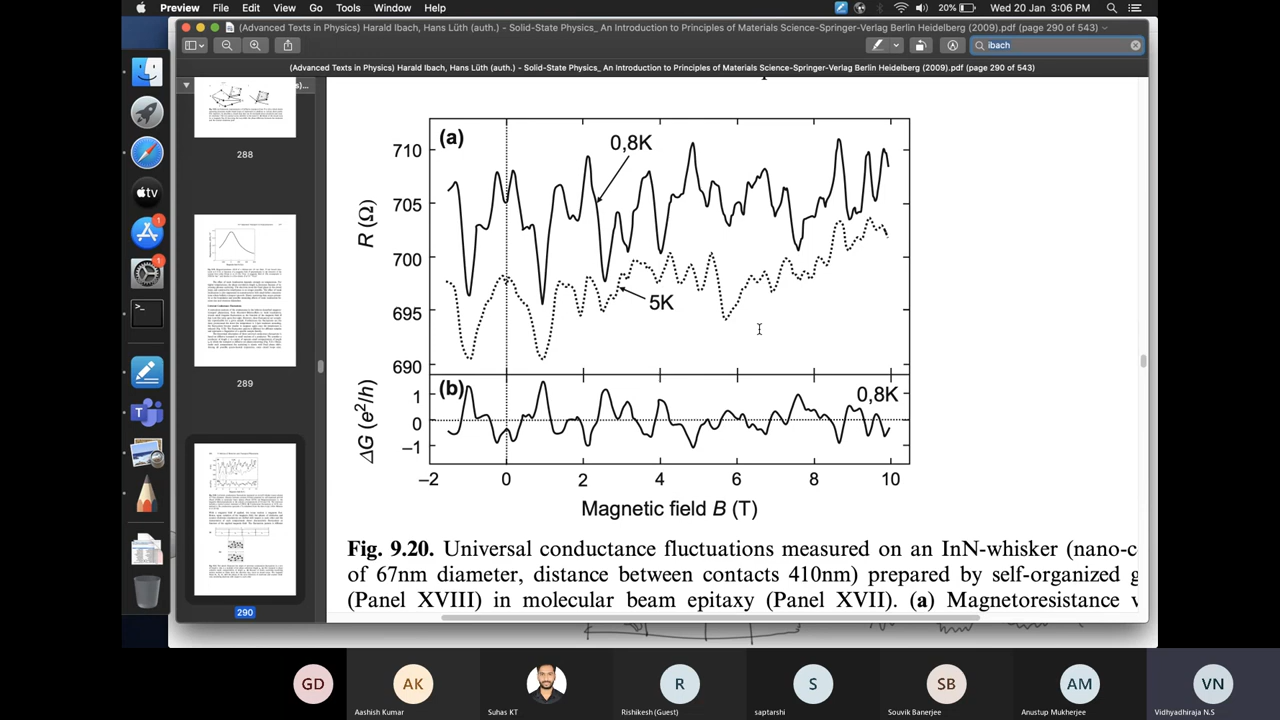 Preview File Edit View Go Tools Window Help 20% Wed 20 Jan 3:06 PM
(Advanced Texts in Physics) Harald Ibach, Hans Lüth (auth.) - Solid-State Physics_ An Introduction to Principles of Materials Science-Springer-Verlag Berlin Heidelberg (2009).pdf (page 290 of 543)
ibach
(Advanced Texts in Physics) Harald Ibach, Hans Lüth (auth.) - Solid-State Physics_ An Introduction to Principles of Materials Science-Springer-Verlag Berlin Heidelberg (2009).pdf (page 290 of 543)
288
289
290
tv
1
1
(a)
0,8K
710
705
700
695
690
R (Ω)
5K
(b)
0,8K
1
0
−1
ΔG (e²/h)
−2 0 2 4 6 8 10
Magnetic field B (T)
Fig. 9.20. Universal conductance fluctuations measured on an InN-whisker (nano-c
of 67nm diameter, distance between contacts 410nm) prepared by self-organized g
(Panel XVIII) in molecular beam epitaxy (Panel XVII). (a) Magnetoresistance v
GD AK R S SB AM VN
Aashish Kumar Suhas KT Rishikesh (Guest) saptarshi Souvik Banerjee Anustup Mukherjee Vidhyadhiraja N.S